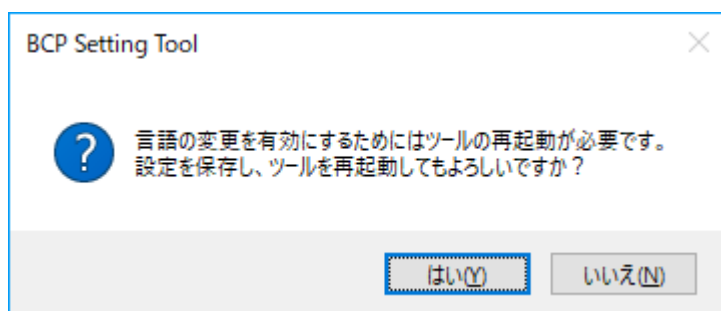 BCP Setting Tool
言語の変更を有効にするためにはツールの再起動が必要です。
設定を保存し、ツールを再起動してもよろしいですか？
はい(Y) いいえ(N)